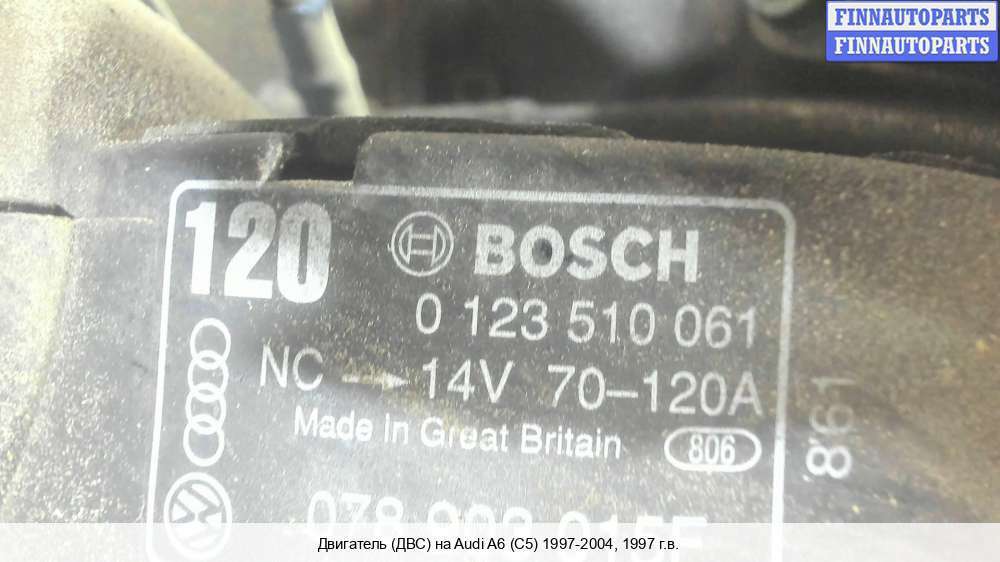 FINNAUTOPARTS
FINNAUTOPARTS
120
BOSCH
0 123 510 061
NC → 14V 70–120A
Made in Great Britain
806
861
Двигатель (ДВС) на Audi A6 (C5) 1997-2004, 1997 г.в.